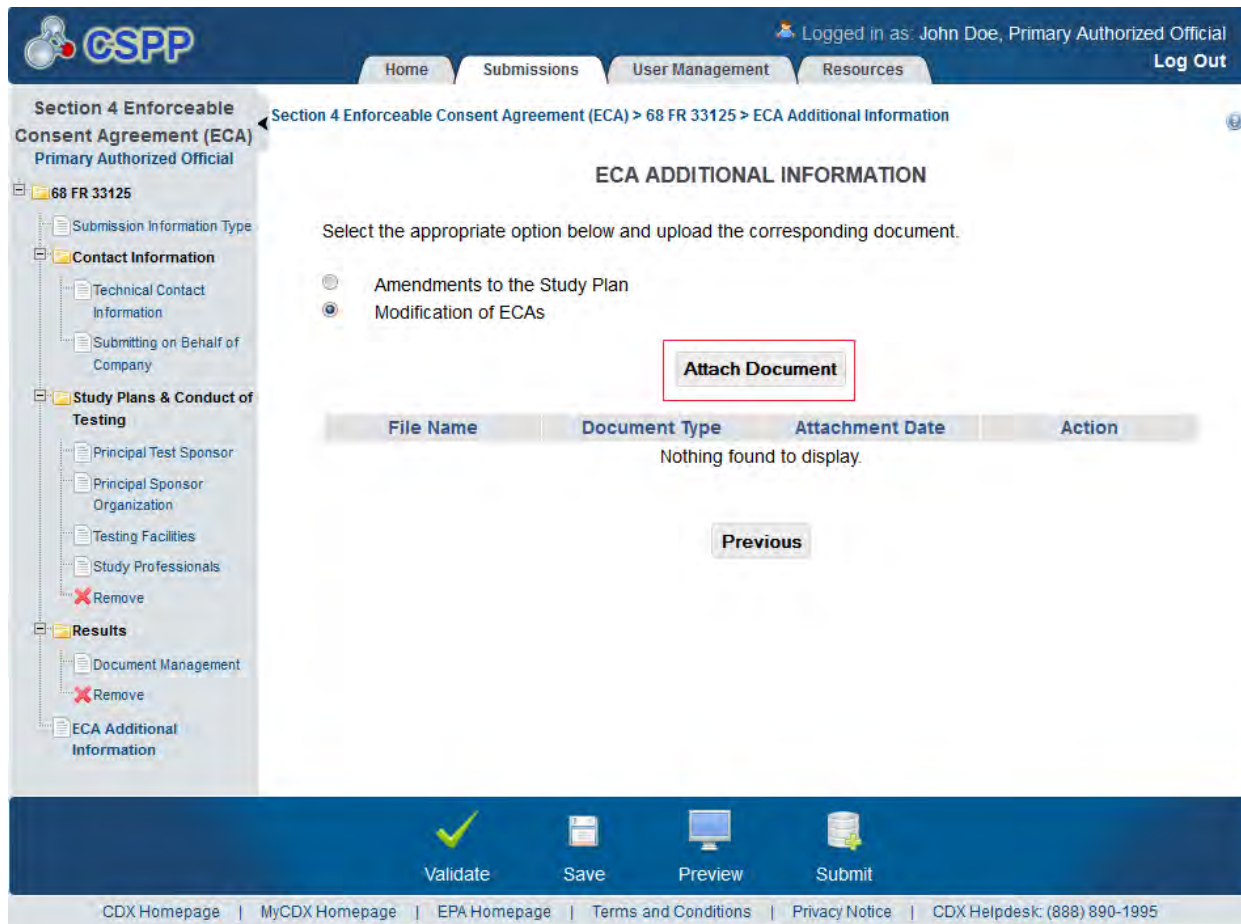 CSPP
Logged in as: John Doe, Primary Authorized Official
Log Out
Home
Submissions
User Management
Resources
Section 4 Enforceable
Consent Agreement (ECA)
Primary Authorized Official
68 FR 33125
Submission Information Type
Contact Information
Technical Contact
Information
Submitting on Behalf of
Company
Study Plans & Conduct of
Testing
Principal Test Sponsor
Principal Sponsor
Organization
Testing Facilities
Study Professionals
Remove
Results
Document Management
Remove
ECA Additional
Information
Section 4 Enforceable Consent Agreement (ECA) > 68 FR 33125 > ECA Additional Information
ECA ADDITIONAL INFORMATION
Select the appropriate option below and upload the corresponding document.
Amendments to the Study Plan
Modification of ECAs
Attach Document
File Name Document Type Attachment Date Action
Nothing found to display.
Previous
Validate Save Preview Submit
CDX Homepage | MyCDX Homepage | EPA Homepage | Terms and Conditions | Privacy Notice | CDX Helpdesk: (888) 890-1995